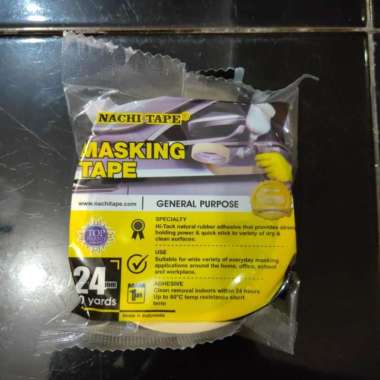 NACHI TAPE®
MASKING
TAPE
www.nachitape.com
GENERAL PURPOSE
SPECIALTY
Hi-Tack natural rubber adhesive that provides
holding power & quick stick to variety of dry &
clean surfaces.
TOP
USE
Suitable for wide variety of everyday masking
applications around the home, office, school
and workplace.
24mm
yards
ADHESIVE
Clean removal indoors within 24 hours
Up to 60°C temp resistance short
term
Made in Indonesia